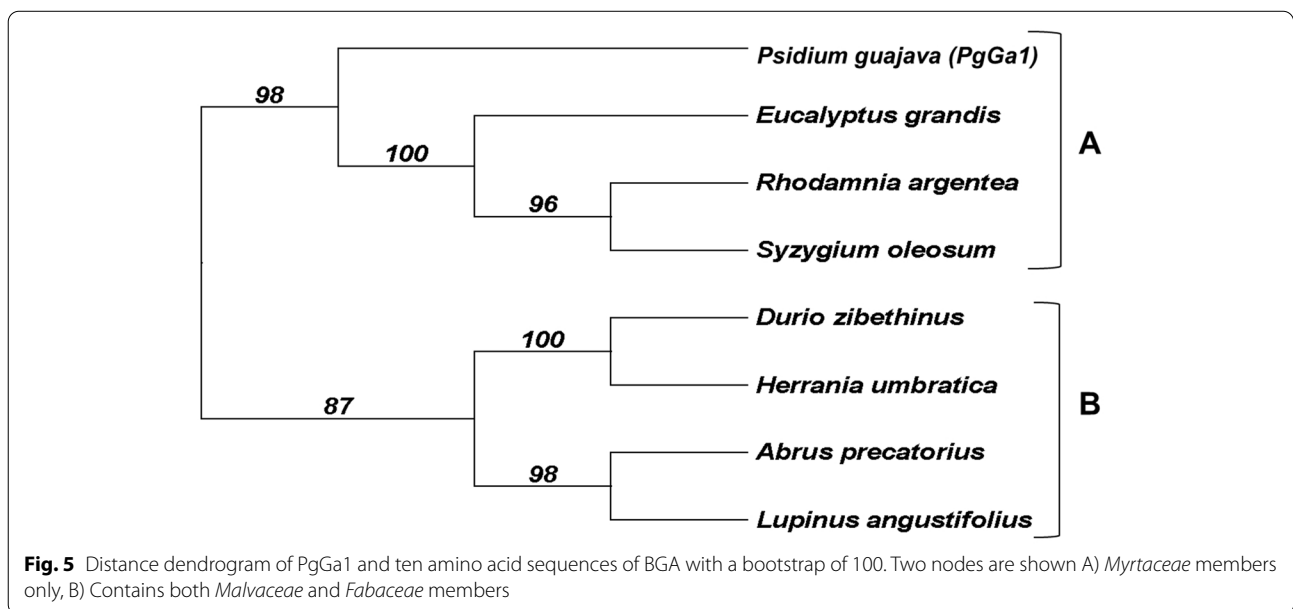 Psidium guajava (PgGa1)
98
Eucalyptus grandis
A
100
Rhodamnia argentea
96
Syzygium oleosum
Durio zibethinus
100
Herrania umbratica
B
87
Abrus precatorius
98
Lupinus angustifolius
Fig. 5 Distance dendrogram of PgGa1 and ten amino acid sequences of BGA with a bootstrap of 100. Two nodes are shown A) Myrtaceae members
only, B) Contains both Malvaceae and Fabaceae members